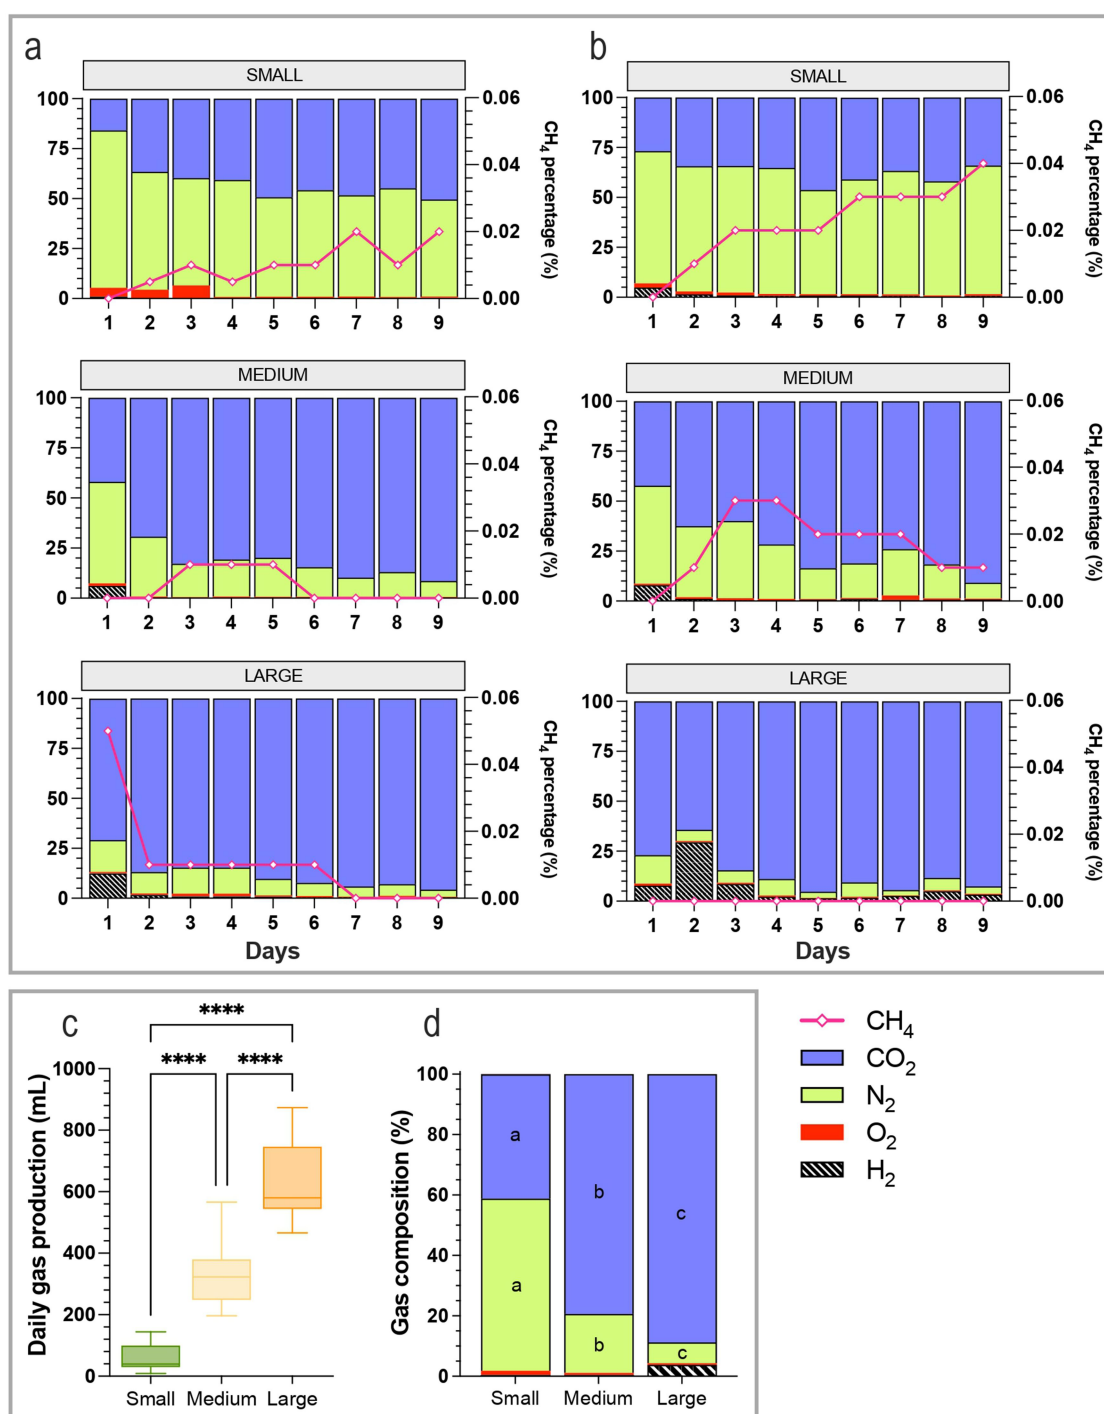 a
SMALL
100
75
50
25
0
0.06
0.04
0.02
0.00
CH4 percentage (%)
1 2 3 4 5 6 7 8 9
MEDIUM
100
75
50
25
0
0.06
0.04
0.02
0.00
CH4 percentage (%)
1 2 3 4 5 6 7 8 9
LARGE
100
75
50
25
0
0.06
0.04
0.02
0.00
CH4 percentage (%)
1 2 3 4 5 6 7 8 9
Days
b
SMALL
100
75
50
25
0
0.06
0.04
0.02
0.00
CH4 percentage (%)
1 2 3 4 5 6 7 8 9
MEDIUM
100
75
50
25
0
0.06
0.04
0.02
0.00
CH4 percentage (%)
1 2 3 4 5 6 7 8 9
LARGE
100
75
50
25
0
0.06
0.04
0.02
0.00
CH4 percentage (%)
1 2 3 4 5 6 7 8 9
Days
c
****
**** ****
Daily gas production (mL)
1000
800
600
400
200
0
Small Medium Large
d
Gas composition (%)
100
80
60
40
20
0
a
b
c
a
b
c
Small Medium Large
CH4
CO2
N2
O2
H2